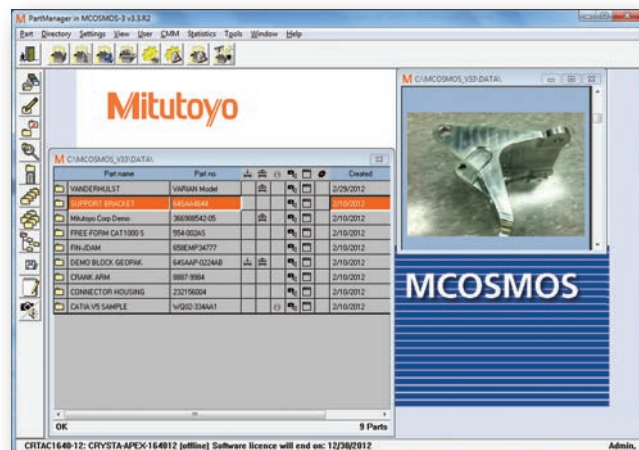 PartManager in MCOSMOS-3 v3.3.R2
Part Directory Settings View User CMM Statistics Tools Window Help
Mitutoyo
C:\MCOSMOS_V33\DATA\
C:\MCOSMOS_V33\DATA\
Part name Part no Created
VANDERHULST VARIAN Model 2/29/2012
SUPPORT BRACKET 645AA4644 2/10/2012
Mitutoyo Corp Demo 366988542-05 2/10/2012
FREE-FORM CAT1000 S 554-002AS 2/10/2012
FIN-JDAM 658EMP34777 2/10/2012
DEMO BLOCK GEOPAK 645AAP-0224AB 2/10/2012
CRANK ARM 8887-9984 2/10/2012
CONNECTOR HOUSING 232156004 2/10/2012
CATIA V5 SAMPLE WQ92-334AA1 2/10/2012
OK 9 Parts
MCOSMOS
CRTAC1640-12: CRYSTA-APEX-164012 (offline) Software licence will end on: 12/30/2012 Admin,